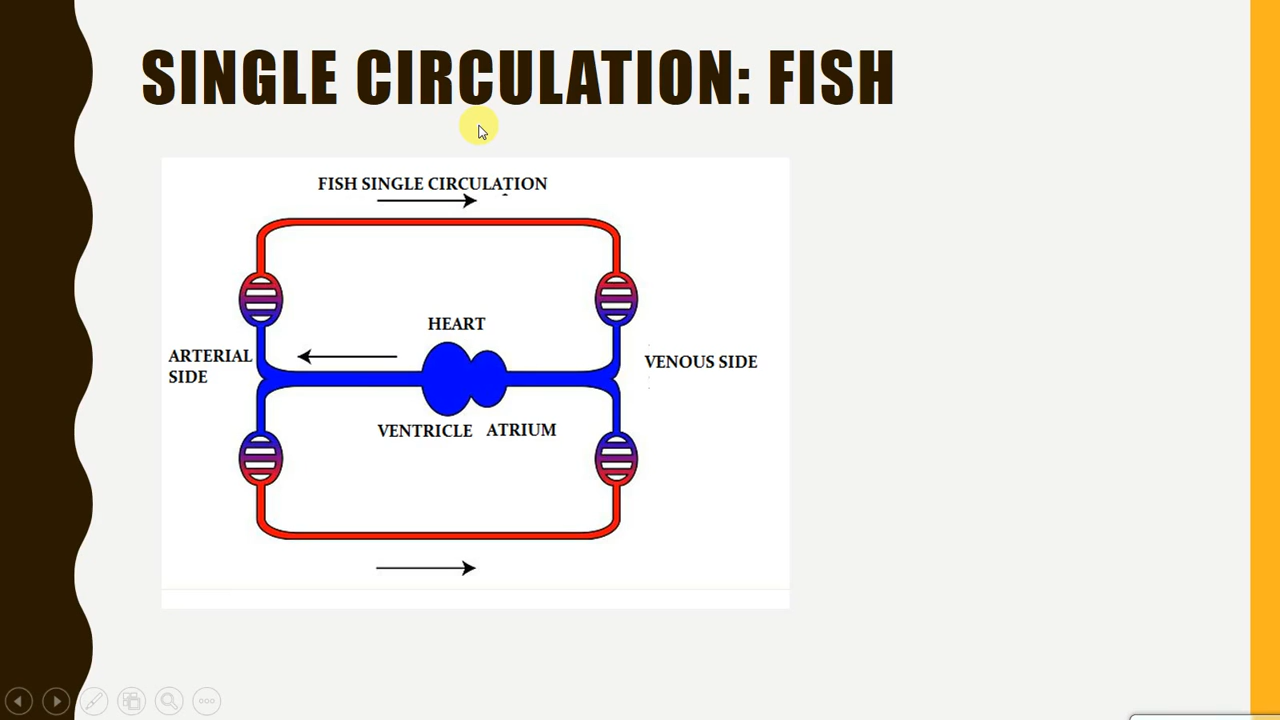 SINGLE CIRCULATION: FISH
FISH SINGLE CIRCULATION
HEART
ARTERIAL
SIDE
VENOUS SIDE
VENTRICLE ATRIUM